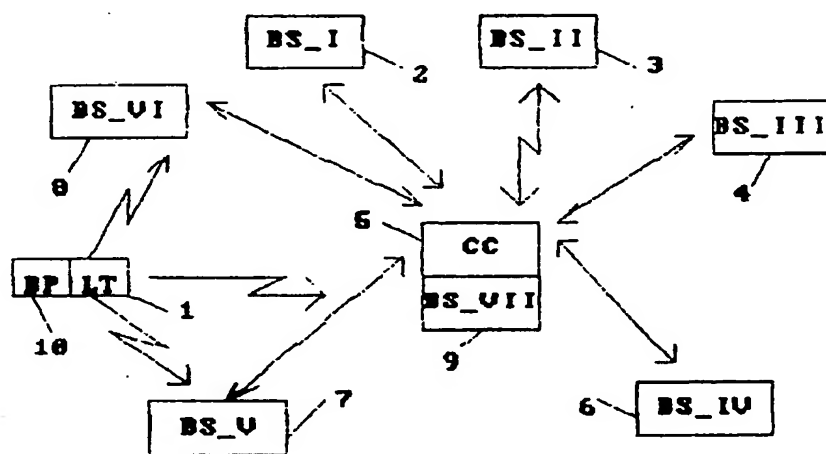 BS_I
2
BS_II
3
BS_VI
8
BS_III
4
5
CC
BP LT
1
10
BS_VII
9
BS_V
7
6
BS_IV